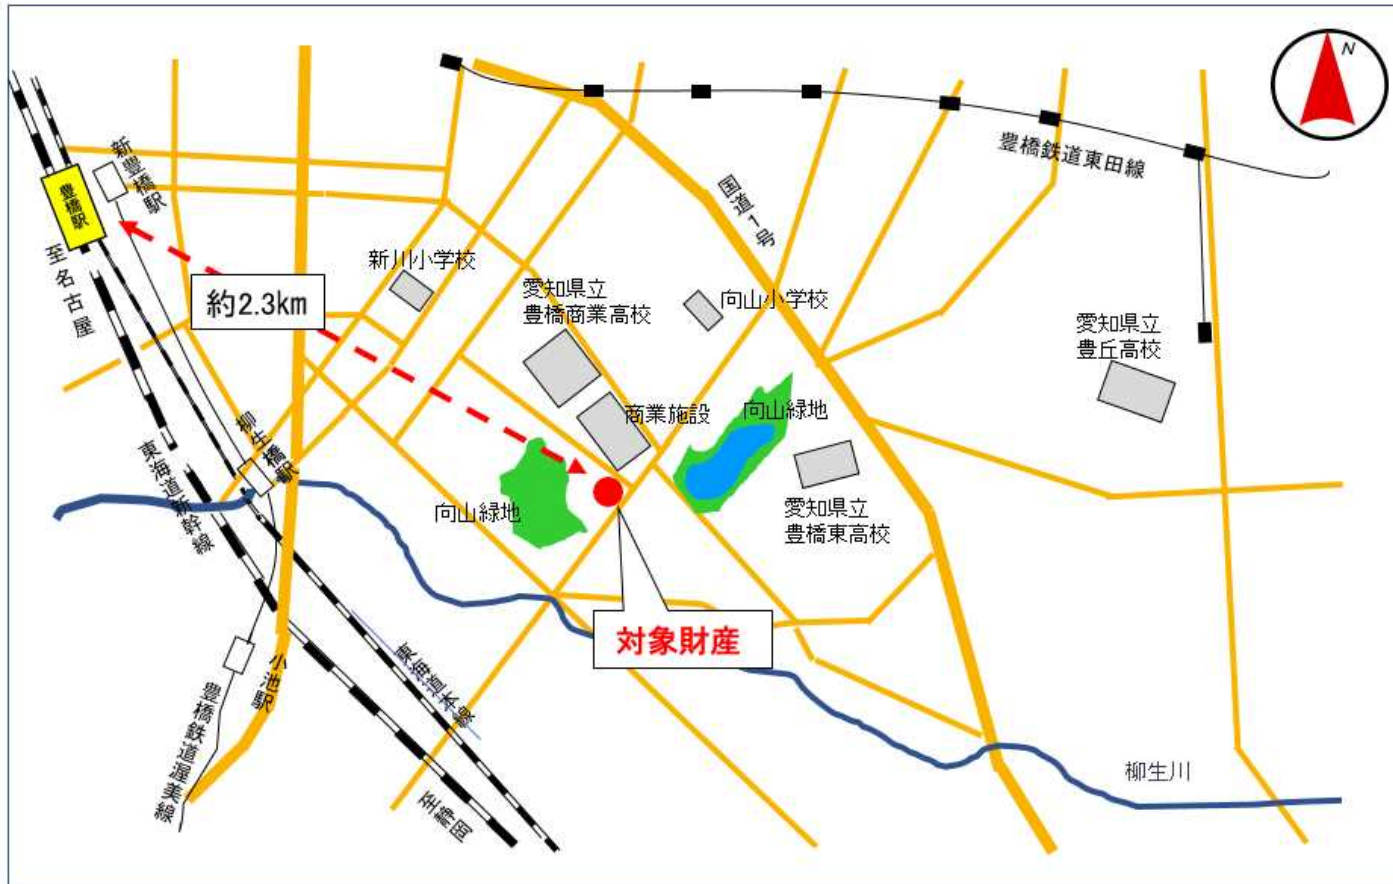 N
豊橋鉄道東田線
新豊橋駅
豊橋駅
国道1号
至名古屋
新川小学校
約2.3km
愛知県立
豊橋商業高校
向山小学校
愛知県立
豊丘高校
商業施設
向山緑地
柳生橋駅
東海道新幹線
向山緑地
愛知県立
豊橋東高校
対象財産
小池駅
東海道本線
豊橋鉄道渥美線
至静岡
柳生川